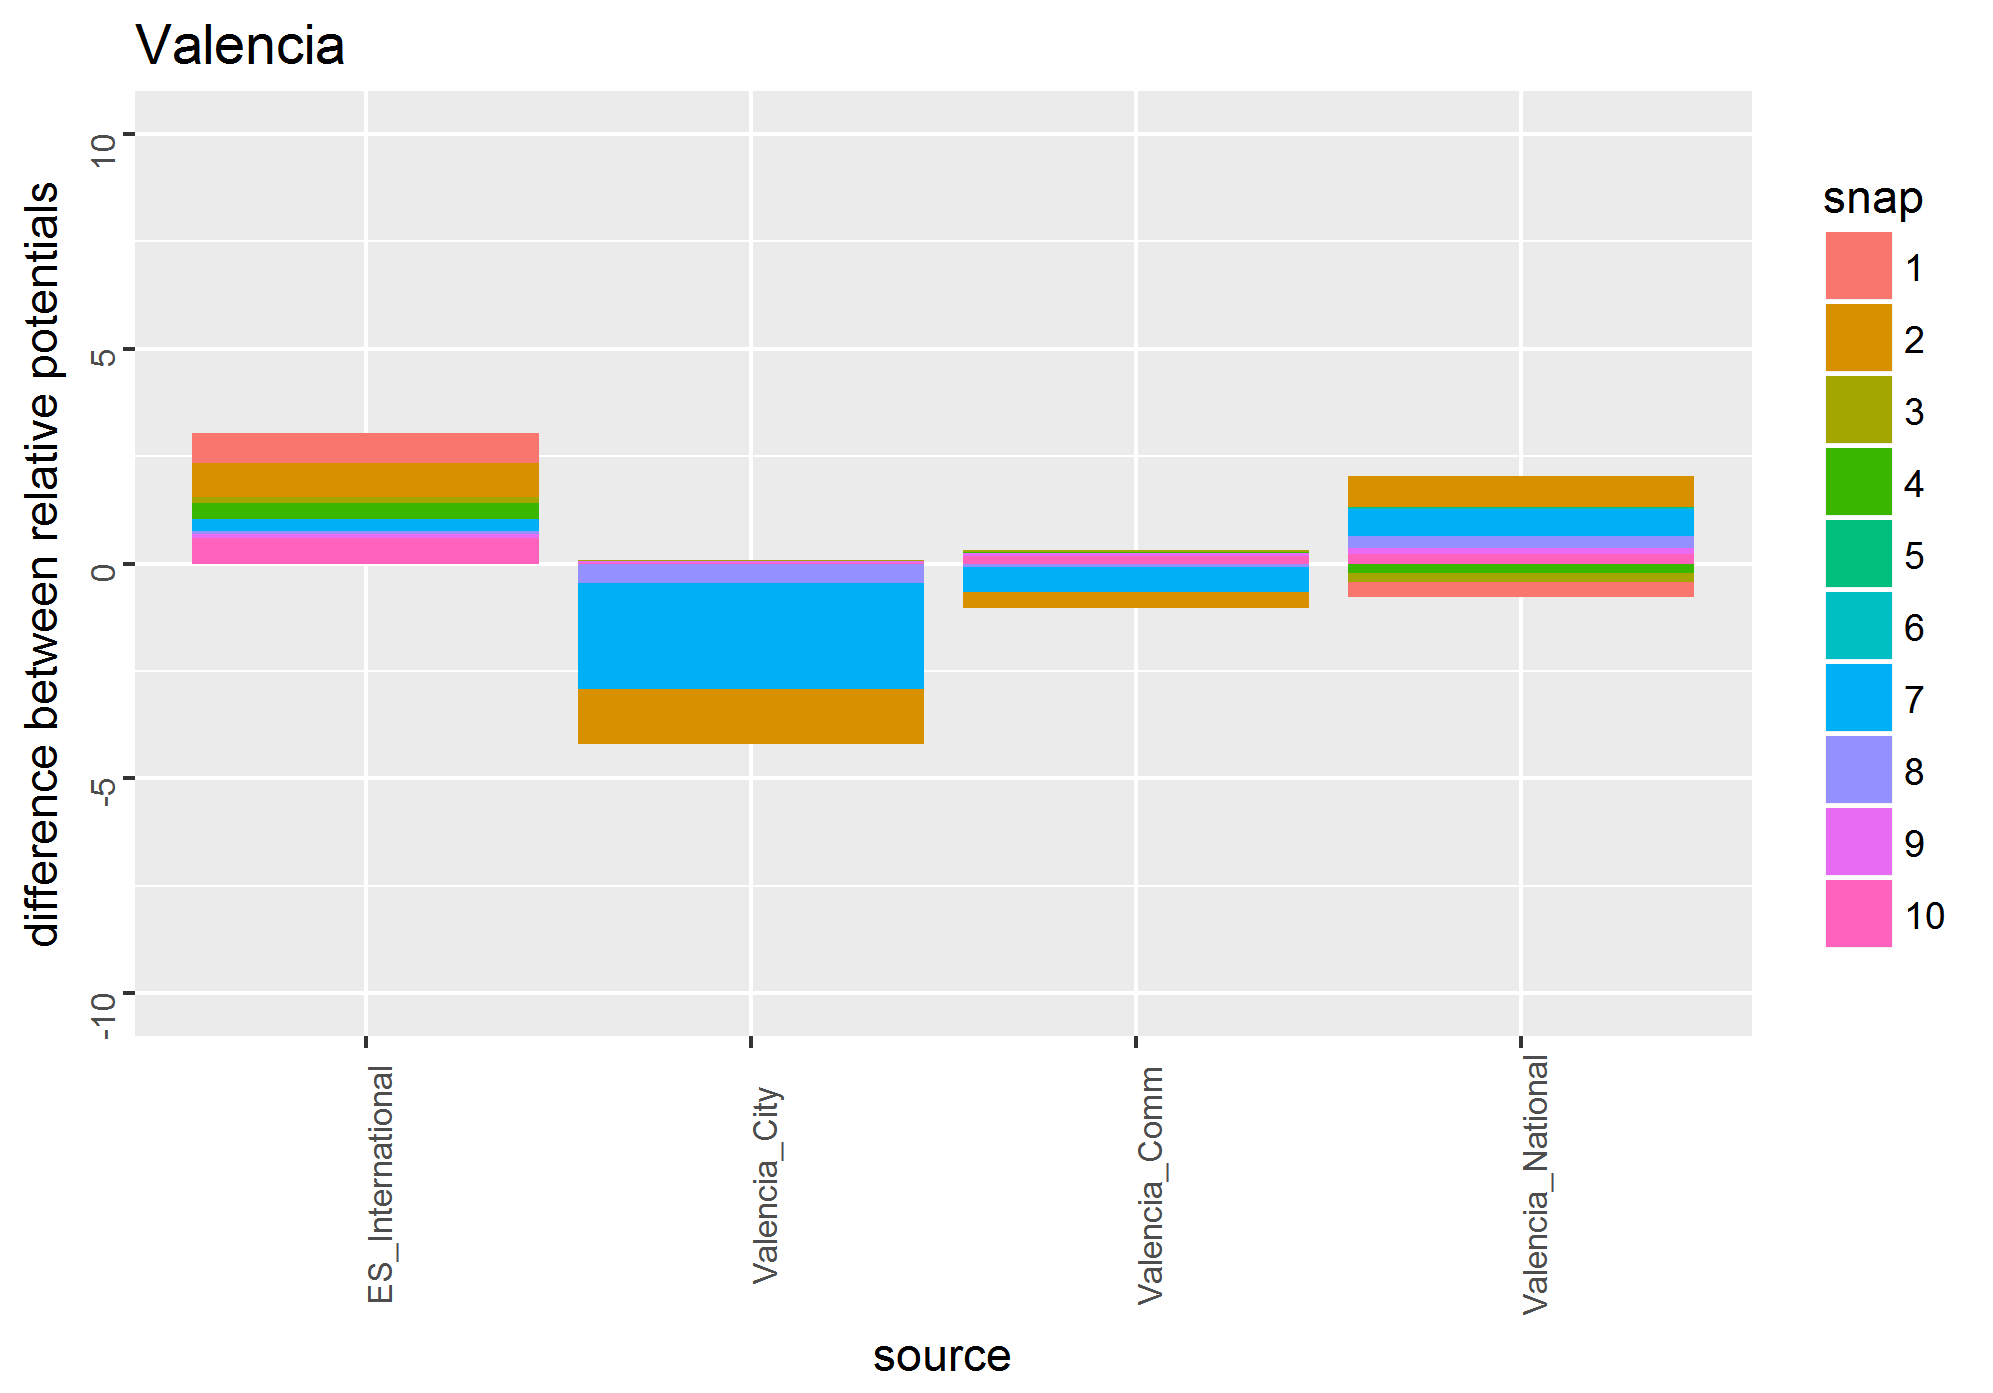 Valencia
difference between relative potentials
10
5
0
-5
-10
ES_International
Valencia_City
Valencia_Comm
Valencia_National
source
snap
1
2
3
4
5
6
7
8
9
10